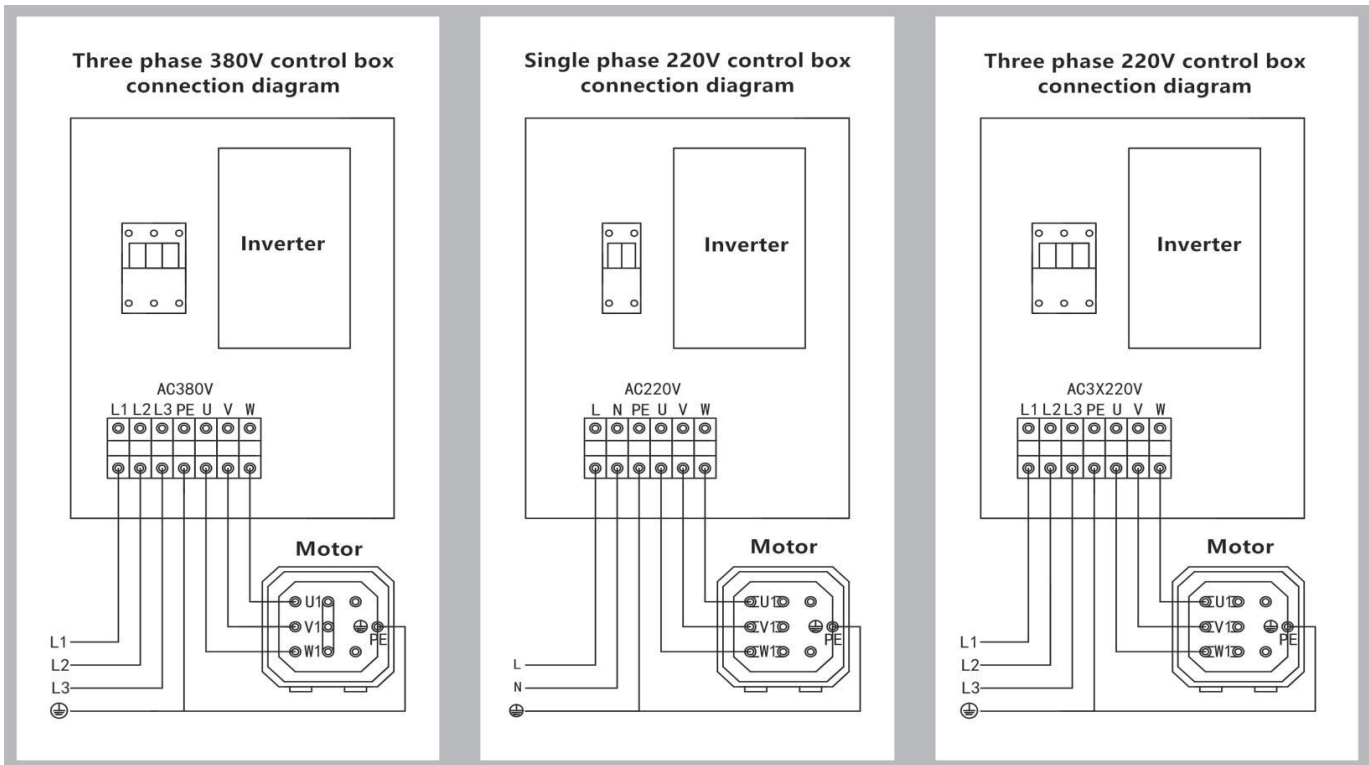 Three phase 380V control box
connection diagram
Inverter
AC380V
L1 L2 L3 PE U V W
Motor
U1
V1
PE
W1
L1
L2
L3
Single phase 220V control box
connection diagram
Inverter
AC220V
L N PE U V W
Motor
U1
V1
PE
W1
L
N
Three phase 220V control box
connection diagram
Inverter
AC3X220V
L1 L2 L3 PE U V W
Motor
U1
V1
PE
W1
L1
L2
L3